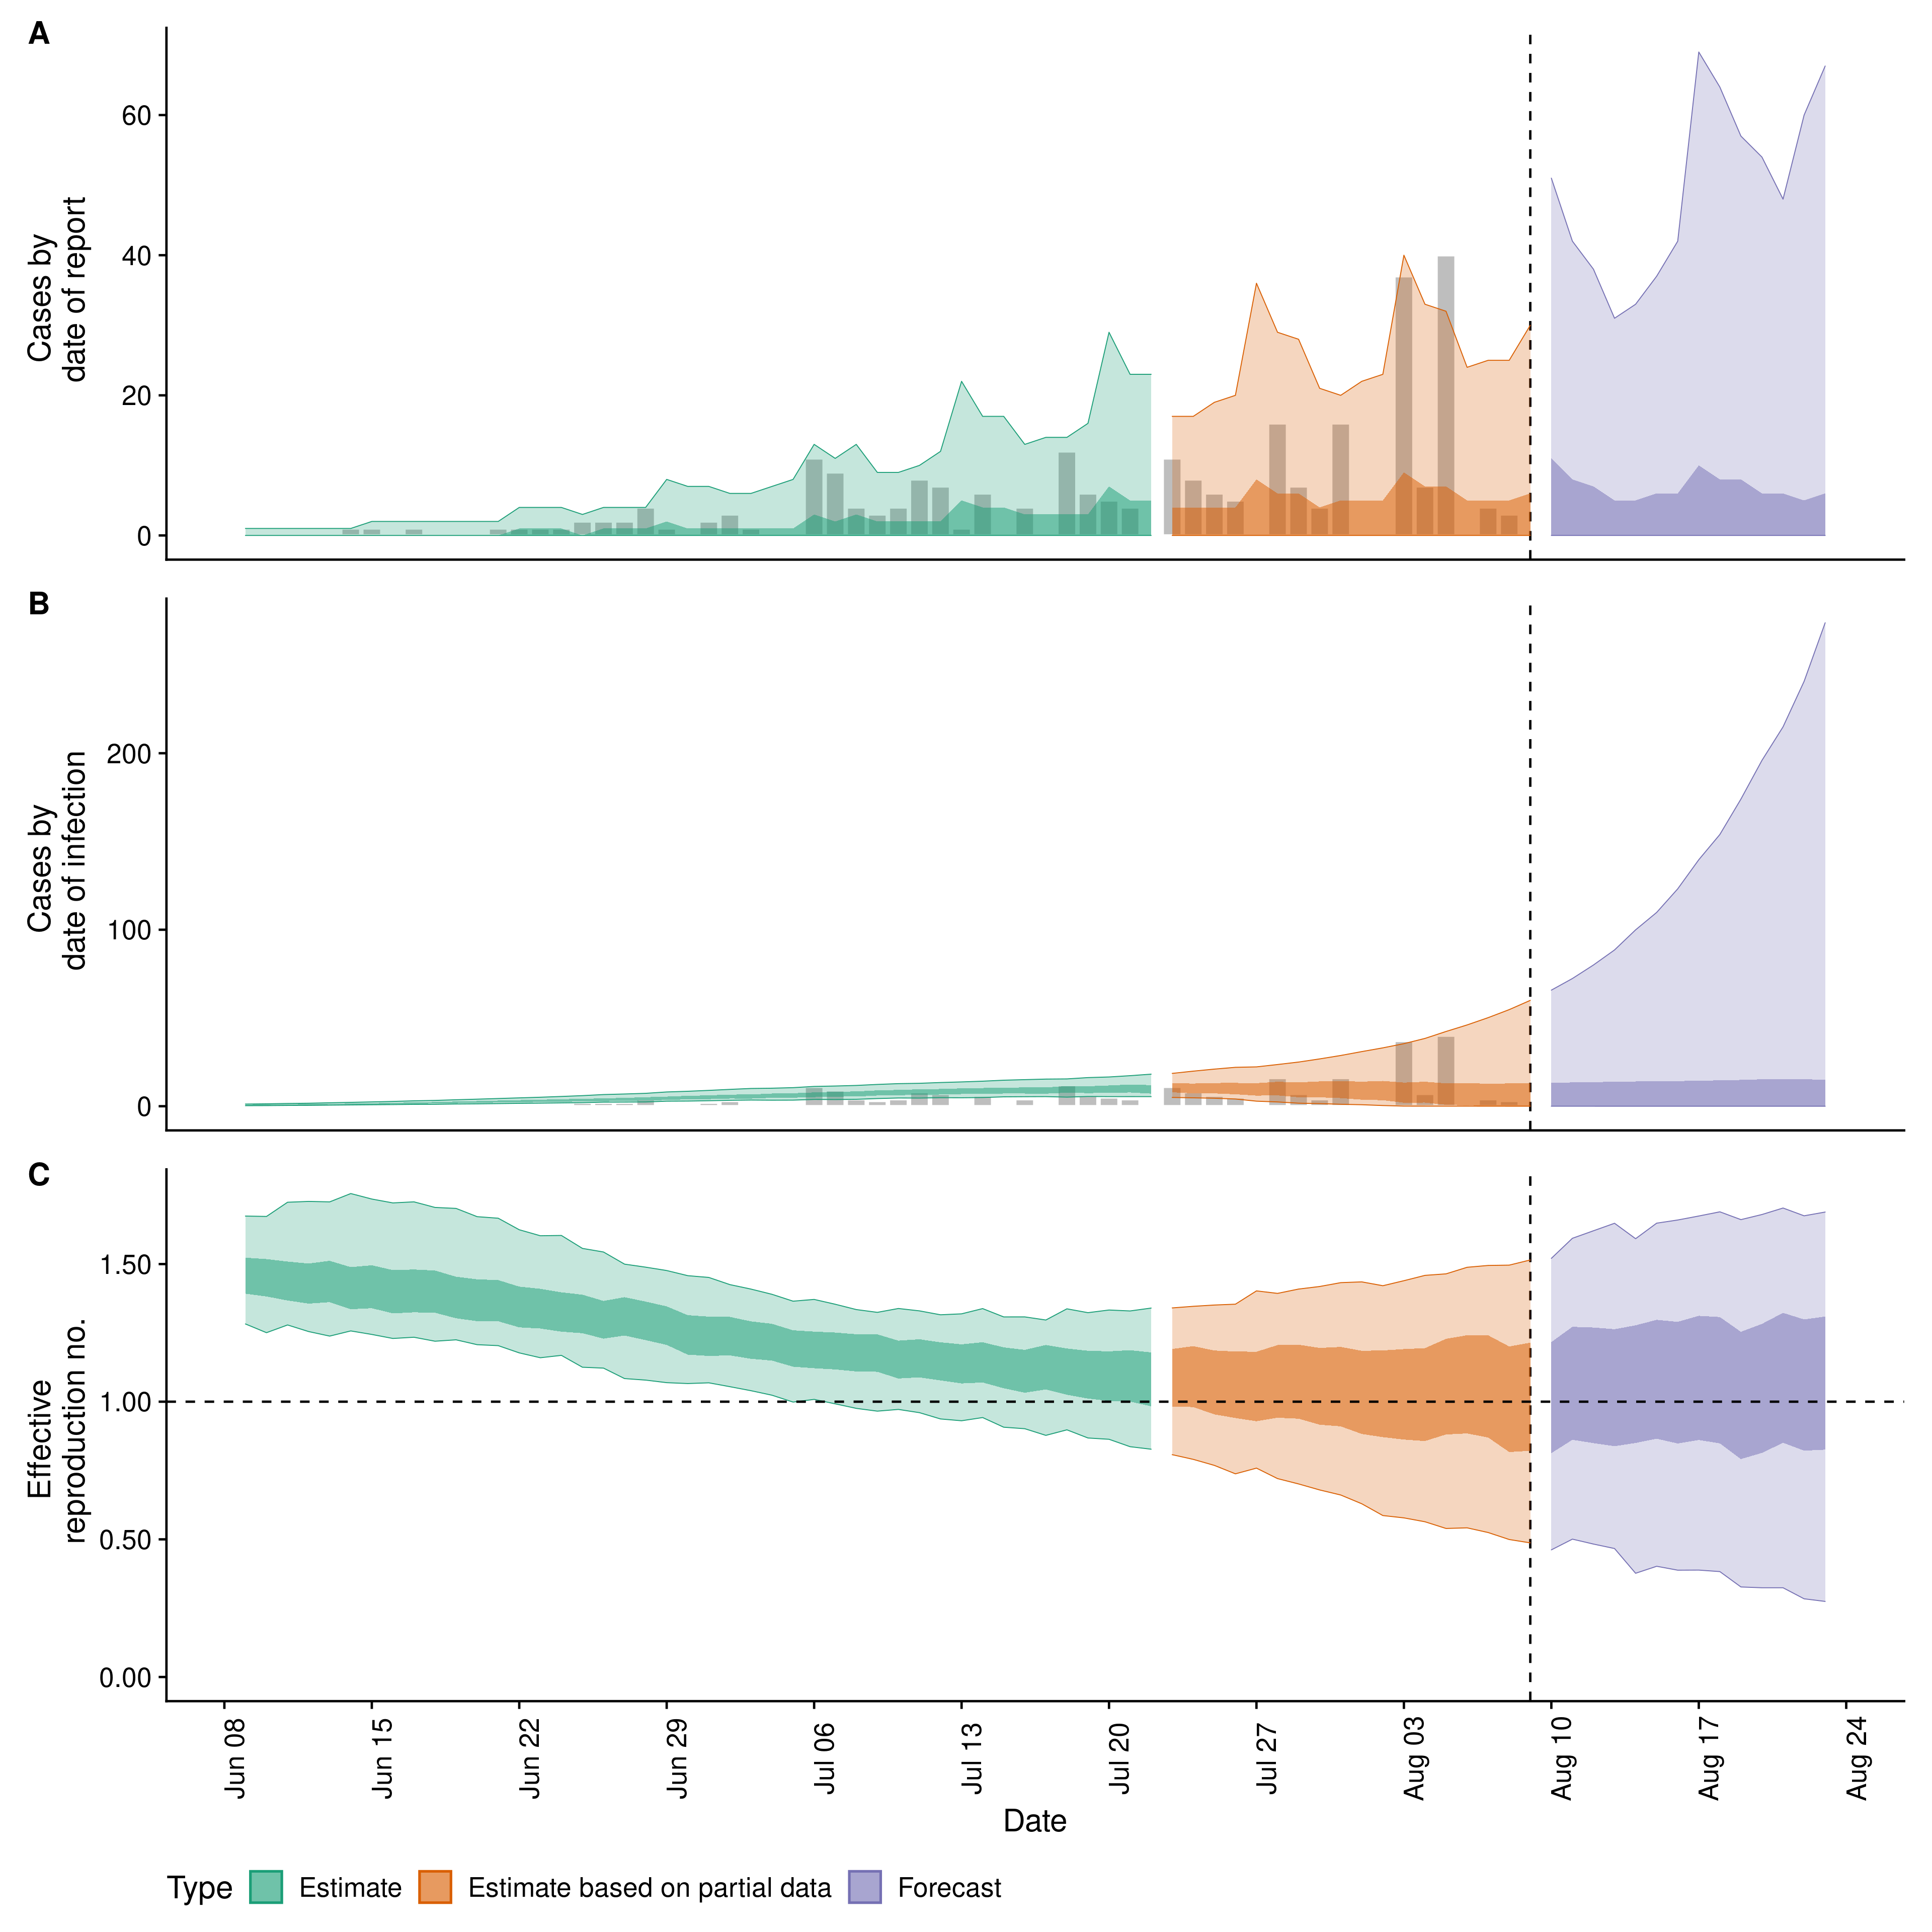 A
Cases by
date of report
60
40
20
0
B
Cases by
date of infection
200
100
0
C
Effective
reproduction no.
1.50
1.00
0.50
0.00
Jun 08
Jun 15
Jun 22
Jun 29
Jul 06
Jul 13
Jul 20
Jul 27
Aug 03
Aug 10
Aug 17
Aug 24
Date
Type Estimate Estimate based on partial data Forecast